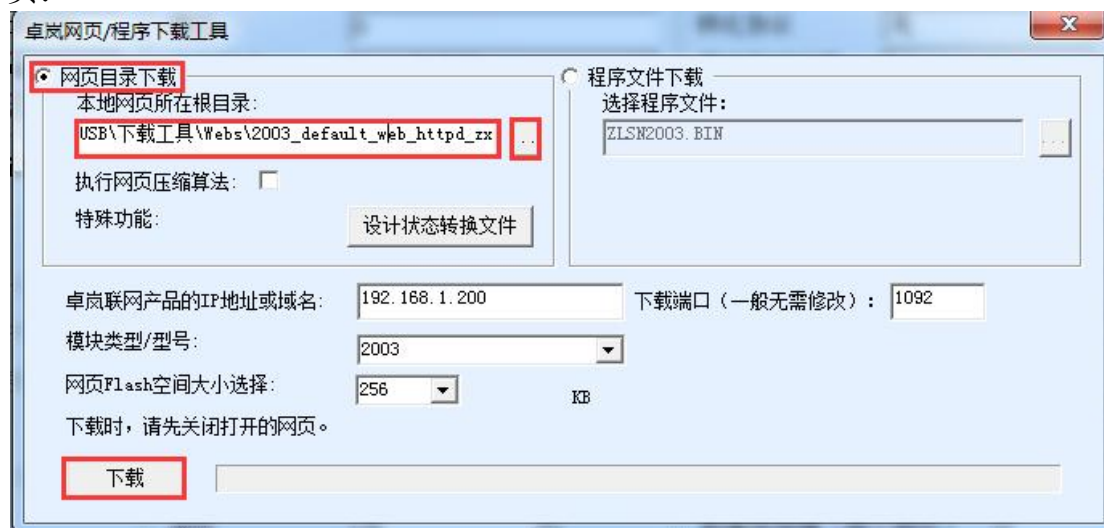 卓岚网页/程序下载工具
网页目录下载
本地网页所在根目录:
USB\下载工具\Webs\2003_default_web_httpd_zx
..
执行网页压缩算法:
特殊功能:
设计状态转换文件
程序文件下载
选择程序文件:
ZLSN2003.BIN
...
卓岚联网产品的IP地址或域名:
192.168.1.200
下载端口（一般无需修改）:
1092
模块类型/型号:
2003
网页Flash空间大小选择:
256
KB
下载时，请先关闭打开的网页。
下载